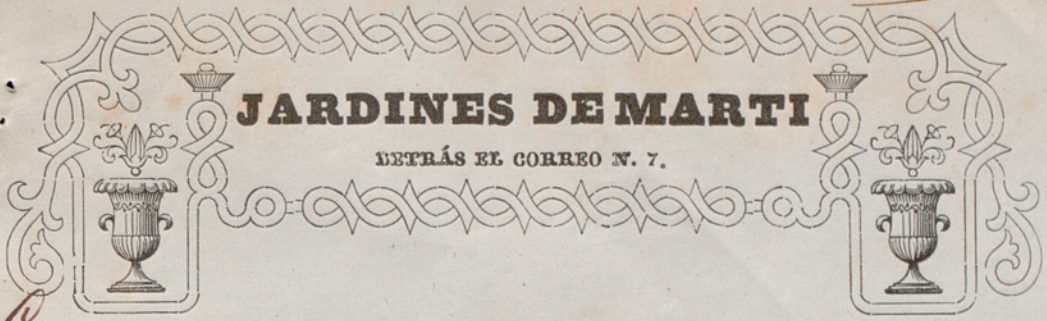 JARDINES DE MARTI
DETRÁS EL CORREO N. 7.